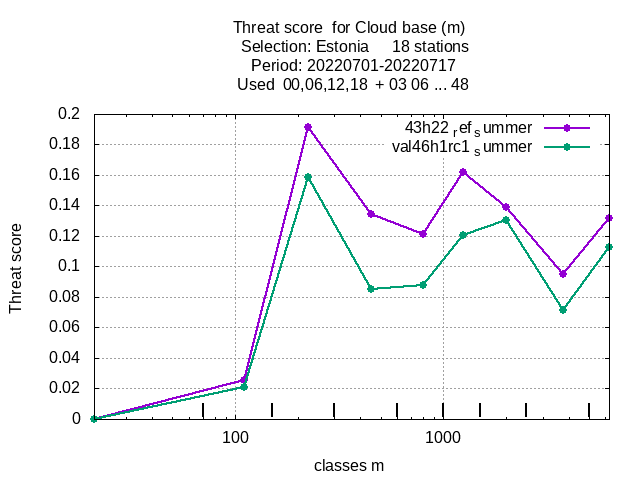 Threat score  for Cloud base (m)
Selection: Estonia     18 stations
Period: 20220701-20220717
Used  00,06,12,18  + 03 06 ... 48
43h22 ref summer
val46h1rc1 summer
Threat score
0.2
0.18
0.16
0.14
0.12
0.1
0.08
0.06
0.04
0.02
0
100
1000
classes m